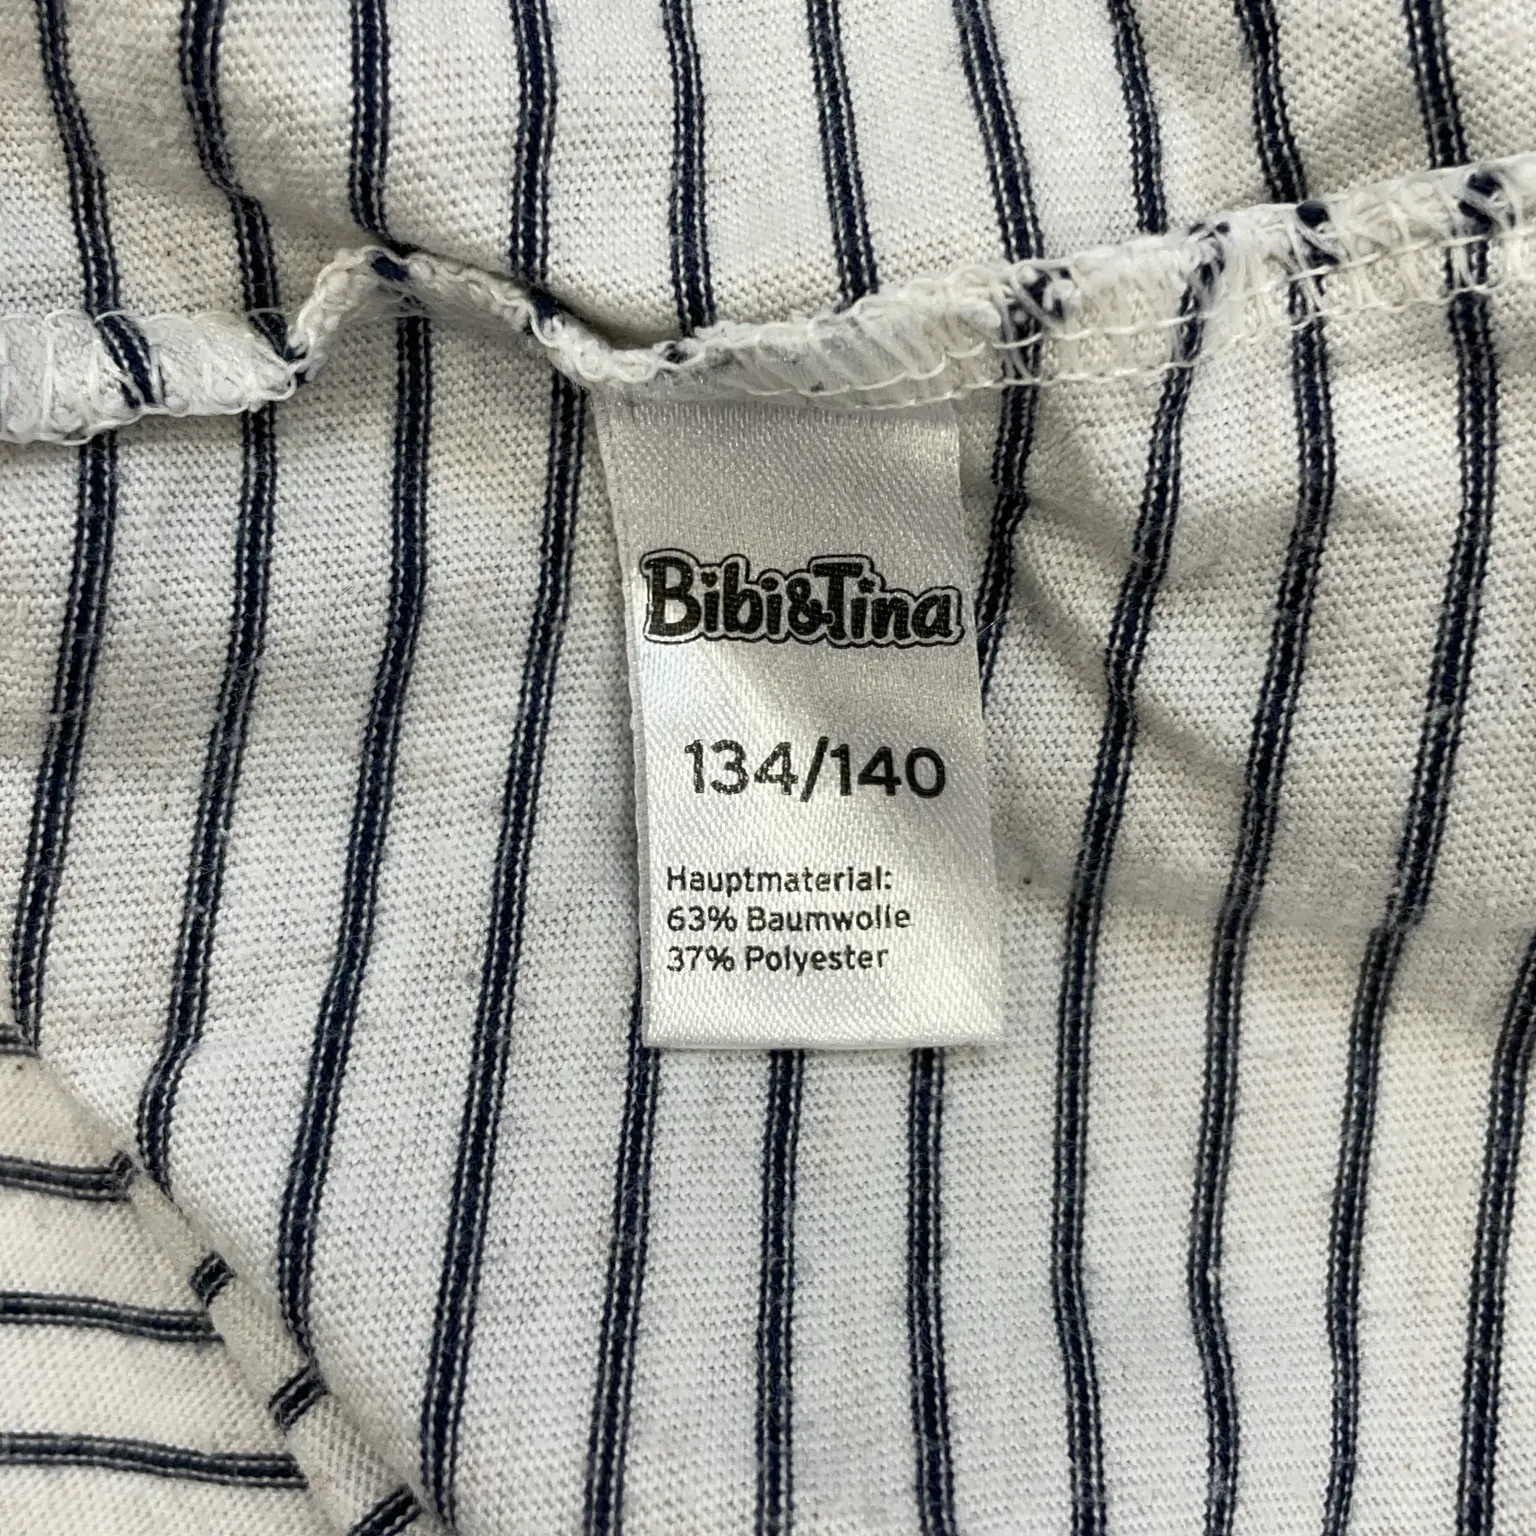 Bibi&Tina
134/140
Hauptmaterial:
63% Baumwolle
37% Polyester